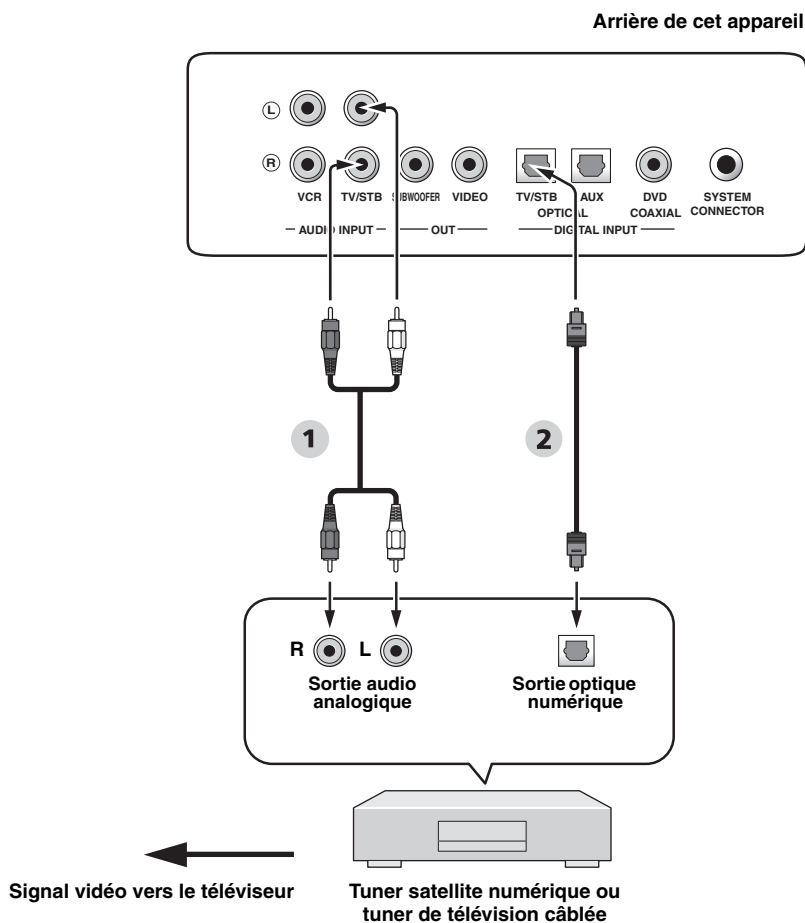 Arrière de cet appareil
L
R
VCR TV/STB SUBWOOFER VIDEO TV/STB AUX DVD SYSTEM
OPTICAL COAXIAL CONNECTOR
AUDIO INPUT OUT DIGITAL INPUT
1 2
R L
Sortie audio Sortie optique
analogique numérique
Signal vidéo vers le téléviseur Tuner satellite numérique ou
tuner de télévision câblée